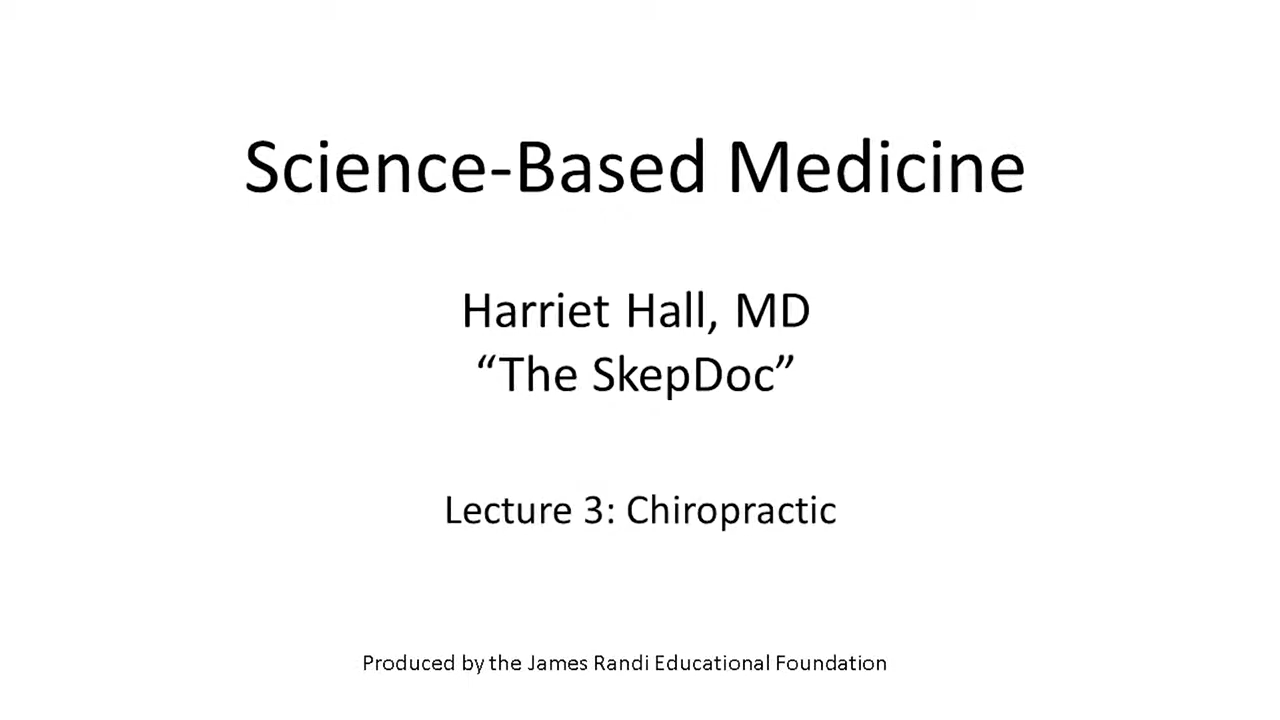 Science-Based Medicine
Harriet Hall, MD
“The SkepDoc”
Lecture 3: Chiropractic
Produced by the James Randi Educational Foundation